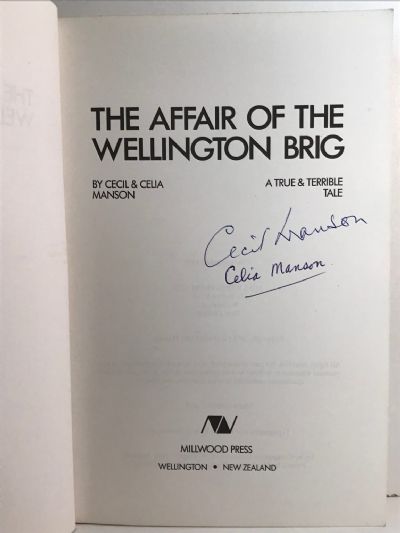 THE AFFAIR OF THE
WELLINGTON BRIG
BY CECIL & CELIA
MANSON
A TRUE & TERRIBLE
TALE
Cecil Manson
Celia Manson.
MILLWOOD PRESS
WELLINGTON • NEW ZEALAND